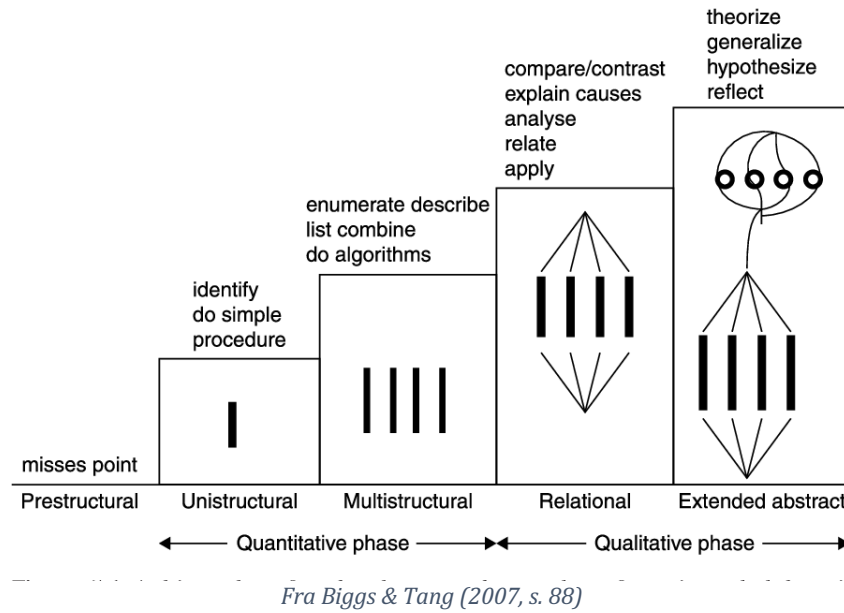 theorize
generalize
hypothesize
reflect
compare/contrast
explain causes
analyse
relate
apply
enumerate describe
list combine
do algorithms
identify
do simple
procedure
misses point
Prestructural Unistructural Multistructural Relational Extended abstract
Quantitative phase Qualitative phase
Fra Biggs & Tang (2007, s. 88)